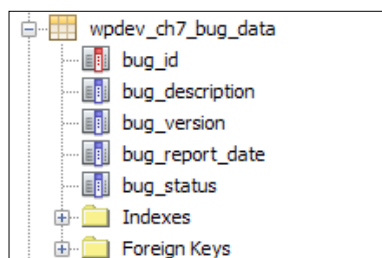 wpdev_ch7_bug_data
bug_id
bug_description
bug_version
bug_report_date
bug_status
Indexes
Foreign Keys